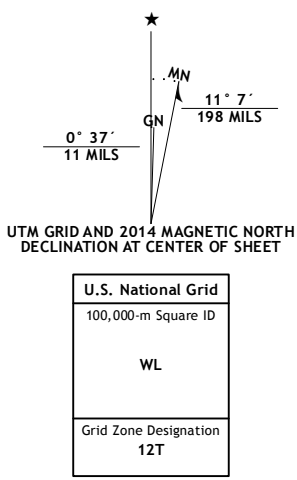 MN
11° 7´
198 MILS
GN
0° 37´
11 MILS
UTM GRID AND 2014 MAGNETIC NORTH
DECLINATION AT CENTER OF SHEET
U.S. National Grid
100,000-m Square ID
WL
Grid Zone Designation
12T